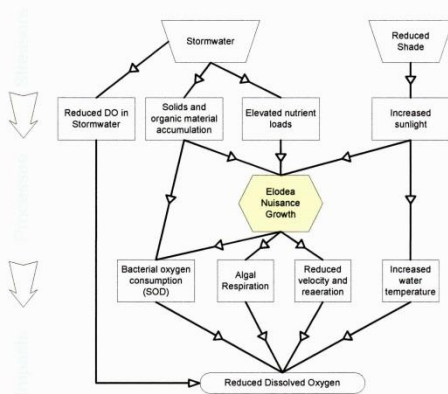 Stormwater
Reduced
Shade
Reduced DO in
Stormwater
Solids and
organic material
accumulation
Elevated nutrient
loads
Increased
sunlight
Elodea
Nuisance
Growth
Bacterial oxygen
consumption
(SOD)
Algal
Respiration
Reduced
velocity and
reaeration
Increased
water
temperature
Reduced Dissolved Oxygen